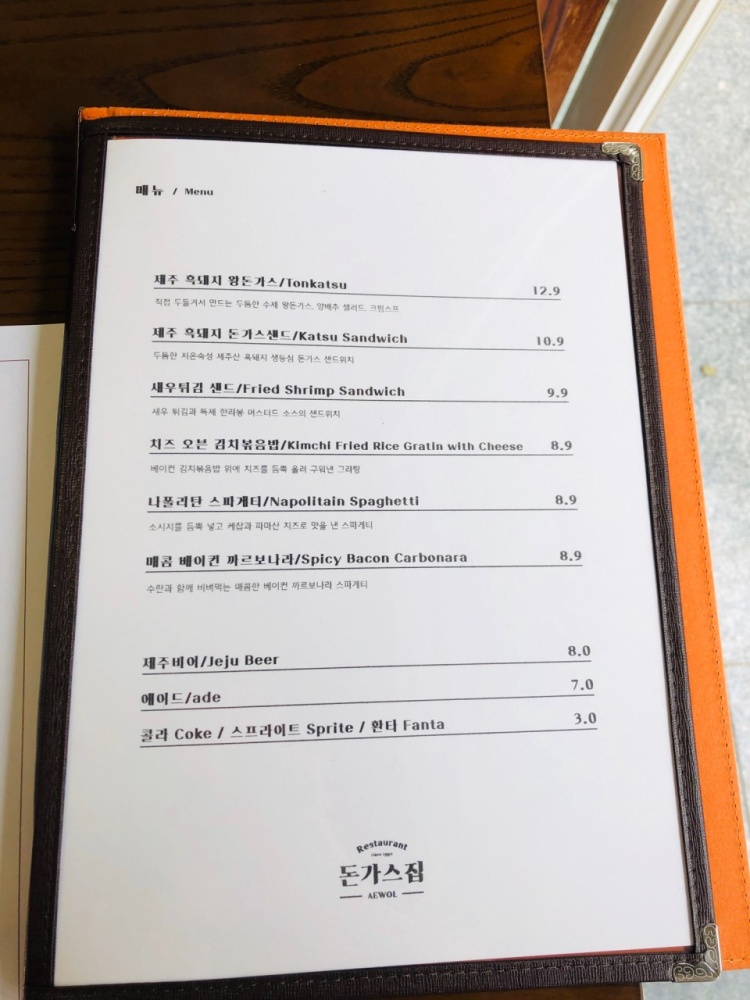 매뉴 / Menu
제주 흑돼지 왕돈가스/Tonkatsu 12.9
직접 두들겨서 만드는 두툼한 수제 왕돈가스, 양배추 샐러드, 크림스프
제주 흑돼지 돈가스샌드/Katsu Sandwich 10.9
두툼한 저온숙성 제주산 흑돼지 생등심 돈가스 샌드위치
새우튀김 샌드/Fried Shrimp Sandwich 9.9
새우 튀김과 특제 한라봉 머스터드 소스의 샌드위치
치즈 오븐 김치볶음밥/Kimchi Fried Rice Gratin with Cheese 8.9
베이컨 김치볶음밥 위에 치즈를 듬뿍 올려 구워낸 그라탕
나폴리탄 스파게티/Napolitain Spaghetti 8.9
소시지를 듬뿍 넣고 케찹과 파마산 치즈로 맛을 낸 스파게티
매콤 베이컨 까르보나라/Spicy Bacon Carbonara 8.9
수란과 함께 비벼먹는 매콤한 베이컨 까르보나라 스파게티
제주비어/Jeju Beer 8.0
에이드/ade 7.0
콜라 Coke / 스프라이트 Sprite / 환타 Fanta 3.0
Restaurant
돈가스집
AEWOL